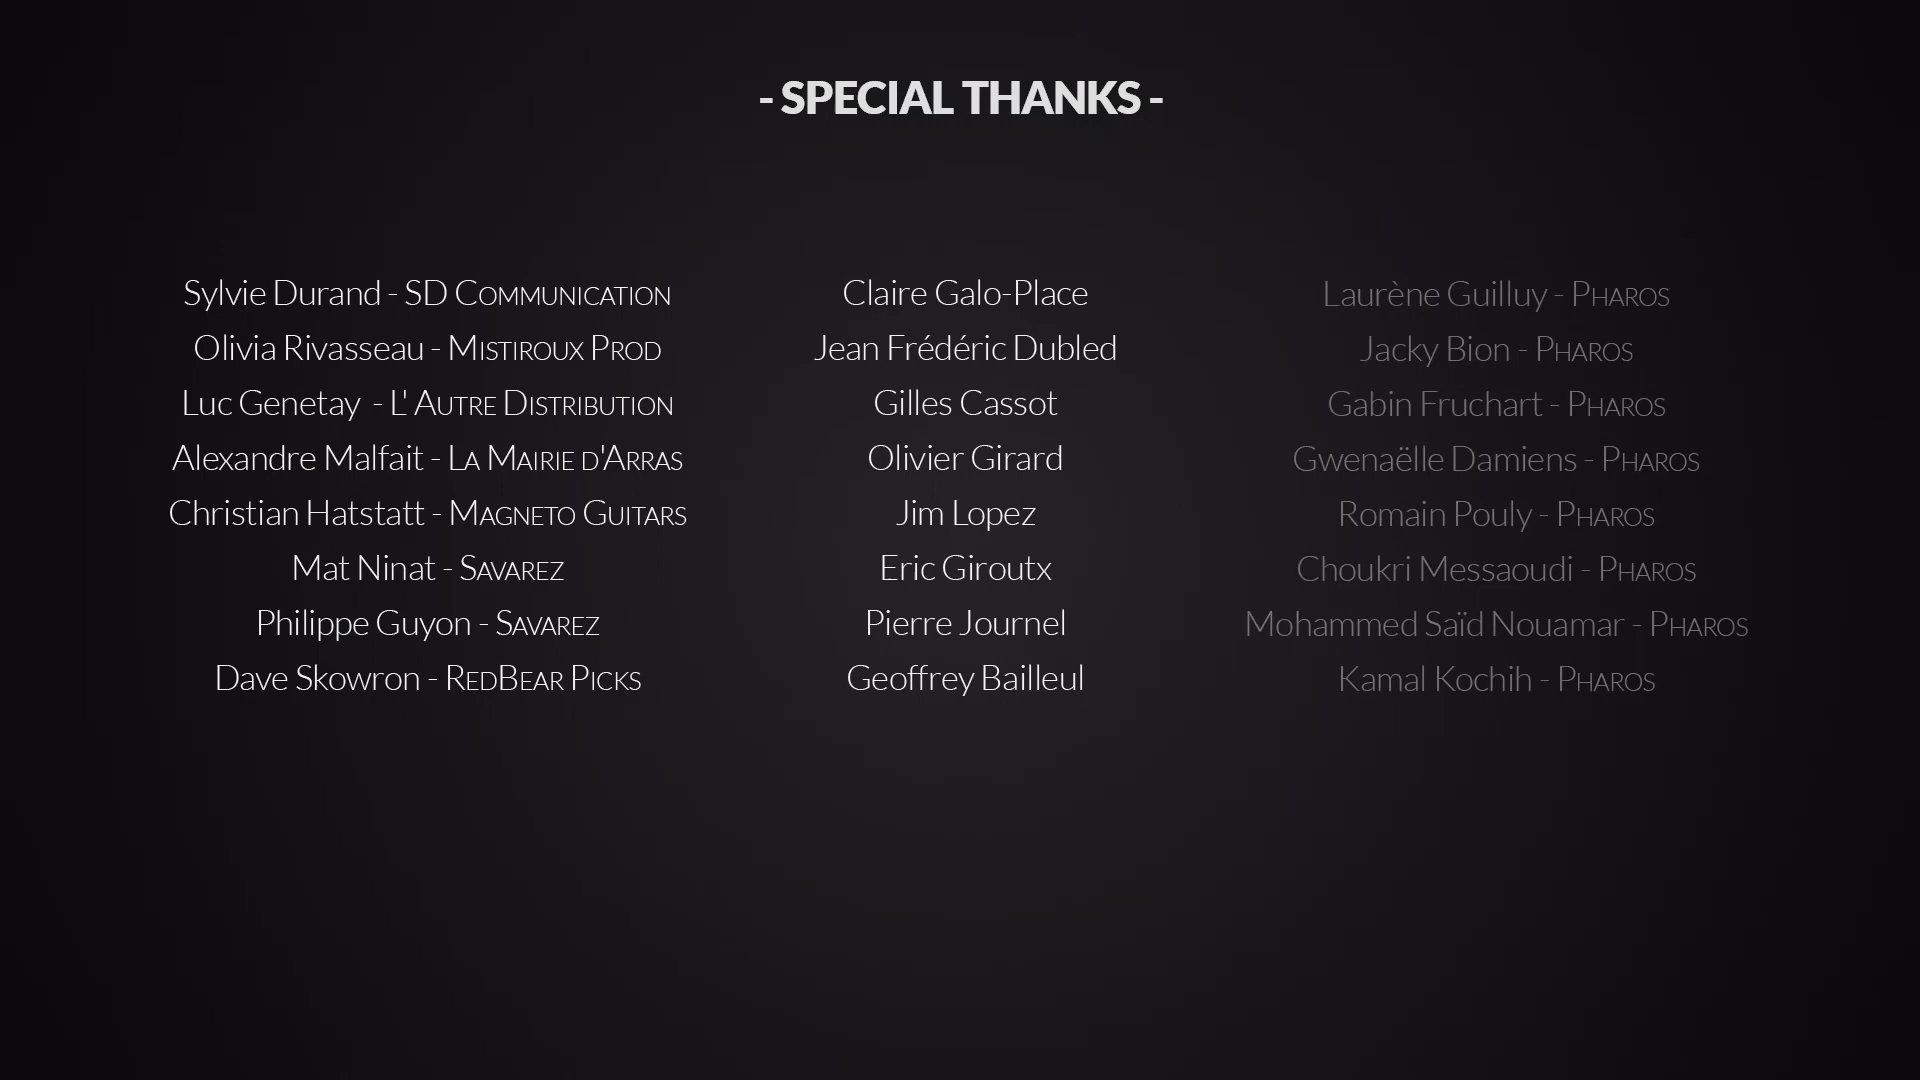 - SPECIAL THANKS -
Sylvie Durand - SD Communication
Olivia Rivasseau - Mistiroux Prod
Luc Genetay - L' Autre Distribution
Alexandre Malfait - La Mairie d'Arras
Christian Hatstatt - Magneto Guitars
Mat Ninat - Savarez
Philippe Guyon - Savarez
Dave Skowron - RedBear Picks
Claire Galo-Place
Jean Frédéric Dubled
Gilles Cassot
Olivier Girard
Jim Lopez
Eric Giroutx
Pierre Journel
Geoffrey Bailleul
Laurène Guilluy - Pharos
Jacky Bion - Pharos
Gabin Fruchart - Pharos
Gwenaëlle Damiens - Pharos
Romain Pouly - Pharos
Choukri Messaoudi - Pharos
Mohammed Saïd Nouamar - Pharos
Kamal Kochih - Pharos